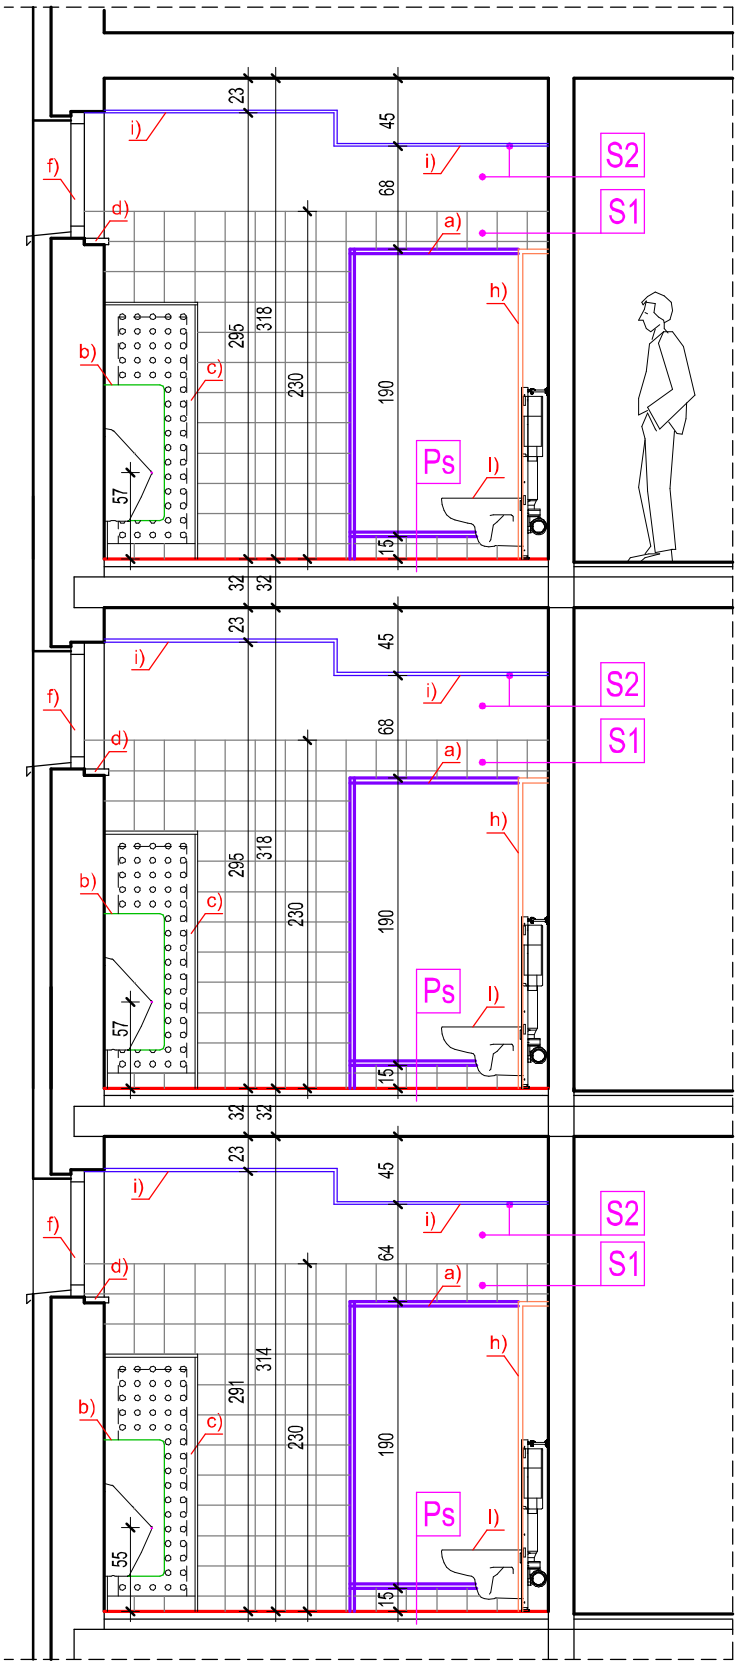 23
45
i)
i)
S2
f)
68
d)
S1
a)
h)
295
318
b)
c)
230
190
Ps
l)
57
15
32
32
23
45
i)
i)
S2
f)
68
d)
S1
a)
h)
295
318
b)
c)
230
190
Ps
l)
57
15
32
32
23
45
i)
i)
S2
f)
64
d)
S1
a)
h)
291
314
b)
c)
230
190
Ps
l)
55
15